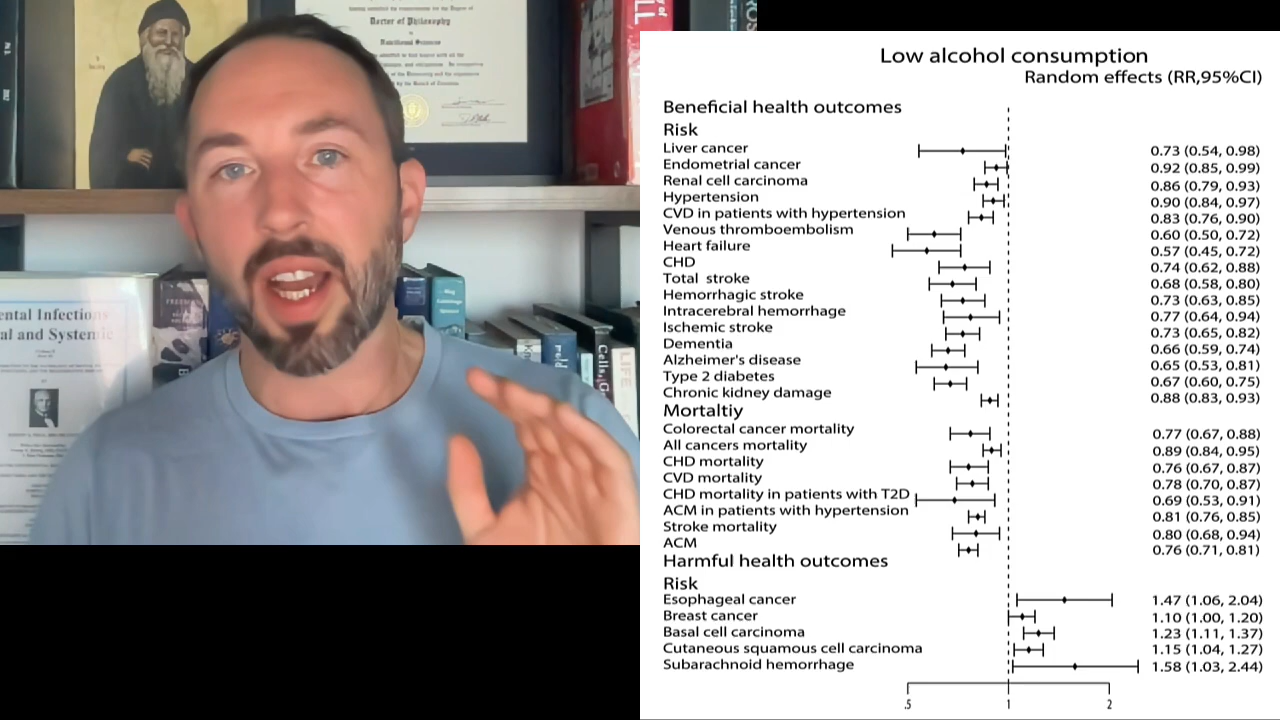 Doctor of Philosophy
Nutritional Sciences
ental Infections
al and Systemic
Cells,
LIFE
Low alcohol consumption
Random effects (RR,95%CI)
Beneficial health outcomes
Risk
Liver cancer 0.73 (0.54, 0.98)
Endometrial cancer 0.92 (0.85, 0.99)
Renal cell carcinoma 0.86 (0.79, 0.93)
Hypertension 0.90 (0.84, 0.97)
CVD in patients with hypertension 0.83 (0.76, 0.90)
Venous thromboembolism 0.60 (0.50, 0.72)
Heart failure 0.57 (0.45, 0.72)
CHD 0.74 (0.62, 0.88)
Total stroke 0.68 (0.58, 0.80)
Hemorrhagic stroke 0.73 (0.63, 0.85)
Intracerebral hemorrhage 0.77 (0.64, 0.94)
Ischemic stroke 0.73 (0.65, 0.82)
Dementia 0.66 (0.59, 0.74)
Alzheimer's disease 0.65 (0.53, 0.81)
Type 2 diabetes 0.67 (0.60, 0.75)
Chronic kidney damage 0.88 (0.83, 0.93)
Mortaltiy
Colorectal cancer mortality 0.77 (0.67, 0.88)
All cancers mortality 0.89 (0.84, 0.95)
CHD mortality 0.76 (0.67, 0.87)
CVD mortality 0.78 (0.70, 0.87)
CHD mortality in patients with T2D 0.69 (0.53, 0.91)
ACM in patients with hypertension 0.81 (0.76, 0.85)
Stroke mortality 0.80 (0.68, 0.94)
ACM 0.76 (0.71, 0.81)
Harmful health outcomes
Risk
Esophageal cancer 1.47 (1.06, 2.04)
Breast cancer 1.10 (1.00, 1.20)
Basal cell carcinoma 1.23 (1.11, 1.37)
Cutaneous squamous cell carcinoma 1.15 (1.04, 1.27)
Subarachnoid hemorrhage 1.58 (1.03, 2.44)
.5 1 2